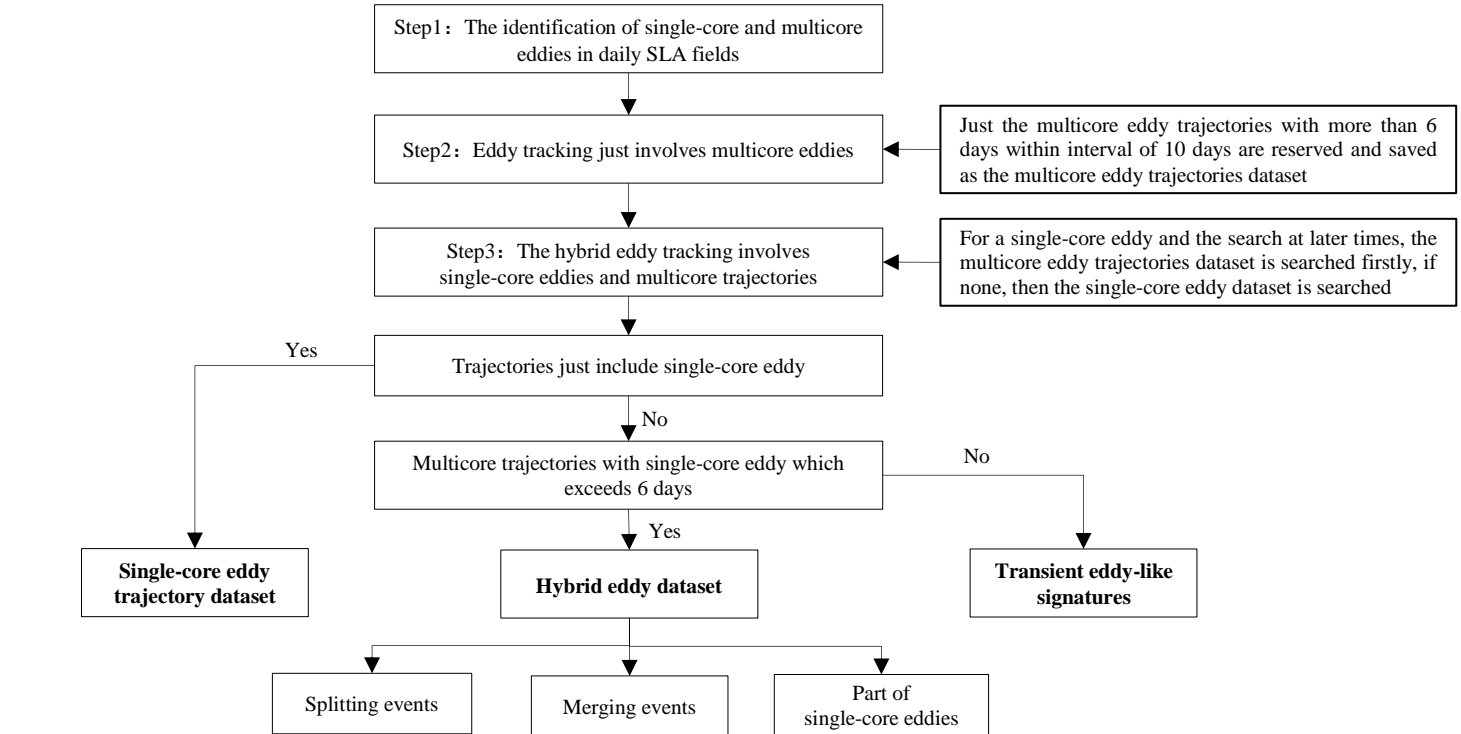 Step1：The identification of single-core and multicore
eddies in daily SLA fields
Step2：Eddy tracking just involves multicore eddies
Just the multicore eddy trajectories with more than 6
days within interval of 10 days are reserved and saved
as the multicore eddy trajectories dataset
Step3：The hybrid eddy tracking involves
single-core eddies and multicore trajectories
For a single-core eddy and the search at later times, the
multicore eddy trajectories dataset is searched firstly, if
none, then the single-core eddy dataset is searched
Yes
Trajectories just include single-core eddy
No
Multicore trajectories with single-core eddy which
exceeds 6 days
No
Yes
Single-core eddy
trajectory dataset
Hybrid eddy dataset
Transient eddy-like
signatures
Splitting events
Merging events
Part of
single-core eddies